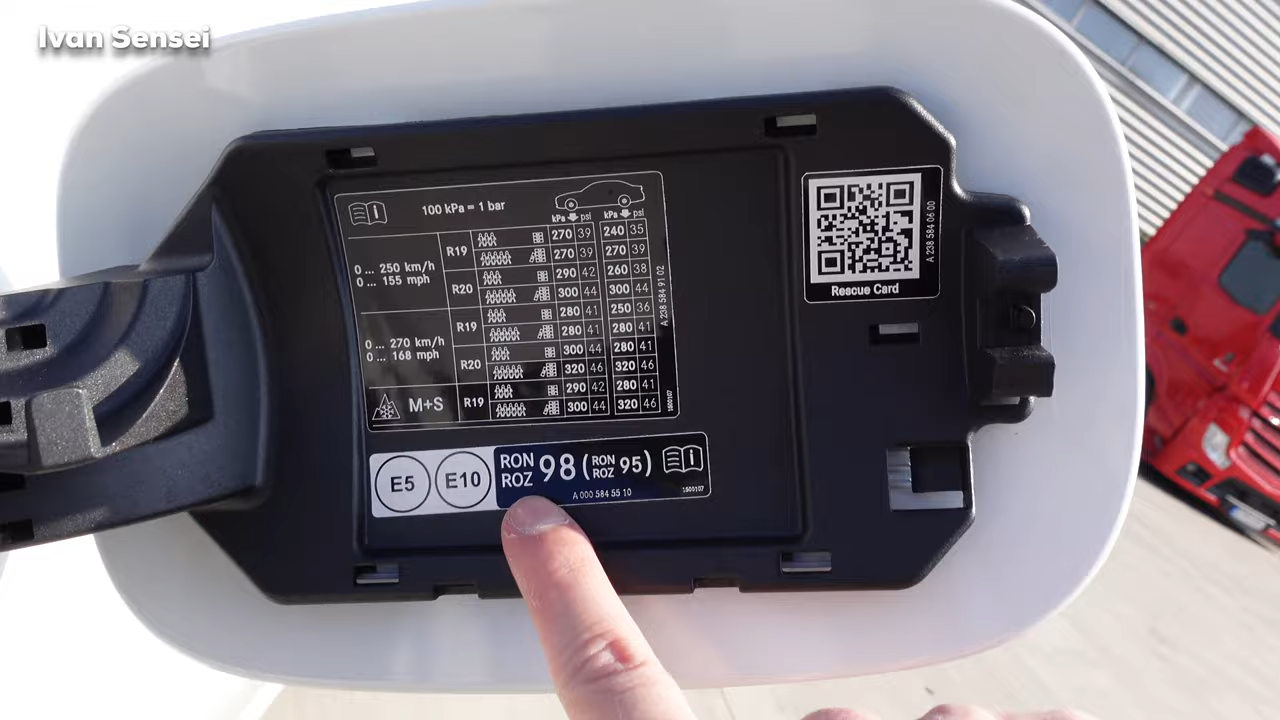 Ivan Sensei
100 kPa = 1 bar
kPa psi kPa psi
0 ... 250 km/h
0 ... 155 mph
R19 270 39 240 35
270 39 270 39
R20 290 42 260 38
300 44 300 44
0 ... 270 km/h
0 ... 168 mph
R19 280 41 250 36
280 41 280 41
R20 300 44 280 41
320 46 320 46
M+S R19 290 42 280 41
300 44 320 46
A 238 584 91 02
1500107
E5 E10 RON ROZ 98 (RON ROZ 95)
A 000 584 55 10
1500107
A 238 584 06 00
Rescue Card